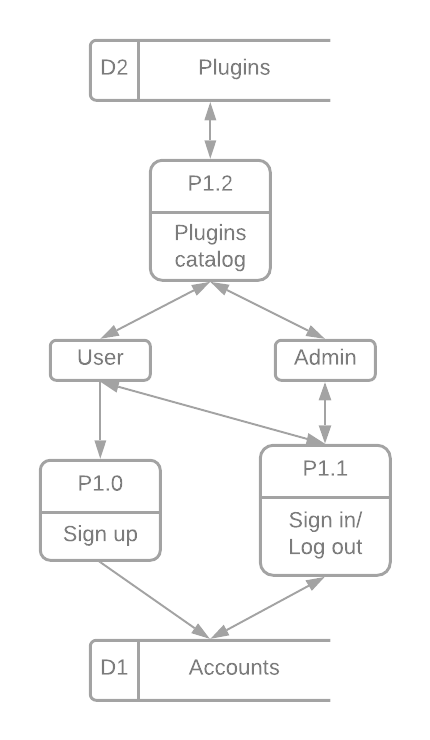 D2
Plugins
P1.2
Plugins
catalog
User
Admin
P1.0
Sign up
P1.1
Sign in/
Log out
D1
Accounts